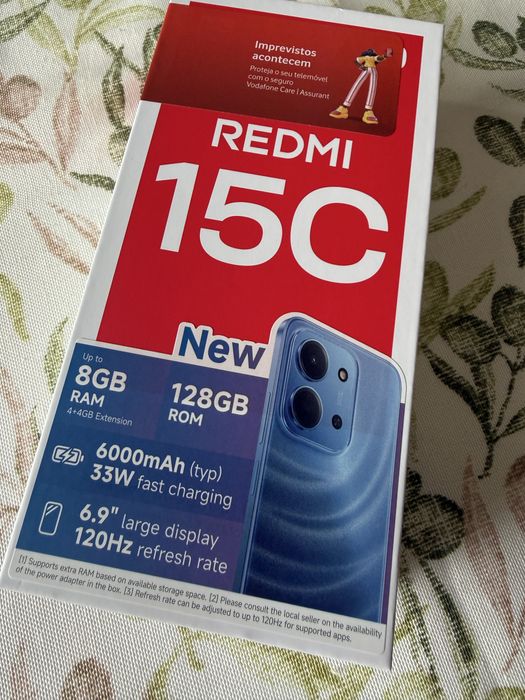 Imprevistos
acontecem
Proteja o seu telemóvel
com o seguro
Vodafone Care | Assurant
REDMI
15C
New
Up to
8GB
RAM
4+4GB Extension
128GB
ROM
6000mAh (typ)
33W fast charging
6.9" large display
120Hz refresh rate
[1] Supports extra RAM based on available storage space. [2] Please consult the local seller on the availability
of the power adapter in the box. [3] Refresh rate can be adjusted to up to 120Hz for supported apps.